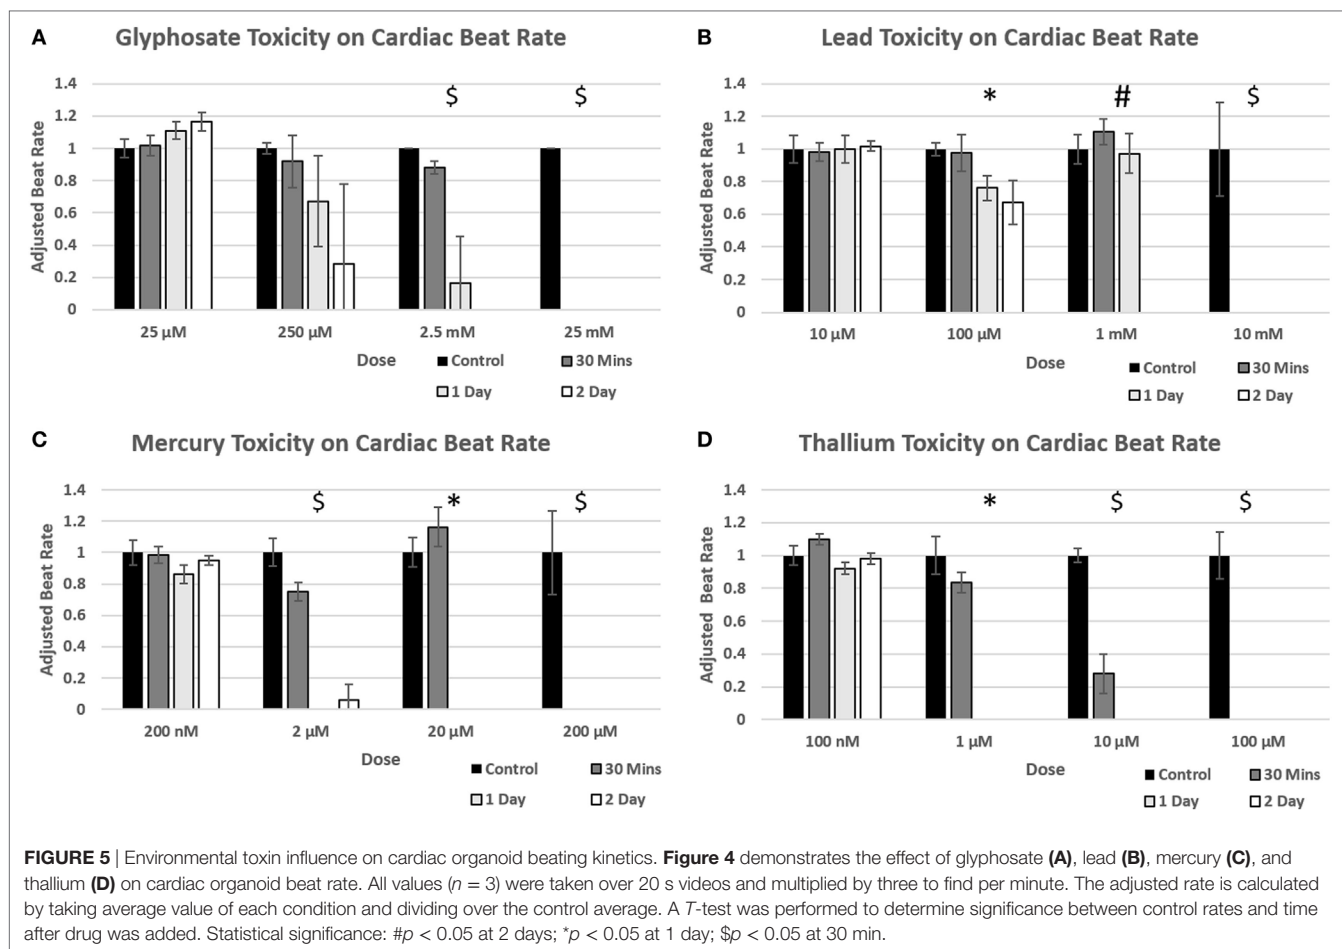 A
Glyphosate Toxicity on Cardiac Beat Rate
$ $
Adjusted Beat Rate
1.4
1.2
1
0.8
0.6
0.4
0.2
0
25 µM 250 µM 2.5 mM 25 mM
Dose
Control 30 Mins
1 Day 2 Day
B
Lead Toxicity on Cardiac Beat Rate
* # $
Adjusted Beat Rate
1.4
1.2
1
0.8
0.6
0.4
0.2
0
10 µM 100 µM 1 mM 10 mM
Dose
Control 30 Mins
1 Day 2 Day
C
Mercury Toxicity on Cardiac Beat Rate
$ * $
Adjusted Beat Rate
1.4
1.2
1
0.8
0.6
0.4
0.2
0
200 nM 2 µM 20 µM 200 µM
Dose
Control 30 Mins
1 Day 2 Day
D
Thallium Toxicity on Cardiac Beat Rate
* $ $
Adjusted Beat Rate
1.4
1.2
1
0.8
0.6
0.4
0.2
0
100 nM 1 µM 10 µM 100 µM
Dose
Control 30 Mins
1 Day 2 Day
FIGURE 5 | Environmental toxin influence on cardiac organoid beating kinetics. Figure 4 demonstrates the effect of glyphosate (A), lead (B), mercury (C), and
thallium (D) on cardiac organoid beat rate. All values (n = 3) were taken over 20 s videos and multiplied by three to find per minute. The adjusted rate is calculated
by taking average value of each condition and dividing over the control average. A T-test was performed to determine significance between control rates and time
after drug was added. Statistical significance: #p < 0.05 at 2 days; *p < 0.05 at 1 day; $p < 0.05 at 30 min.